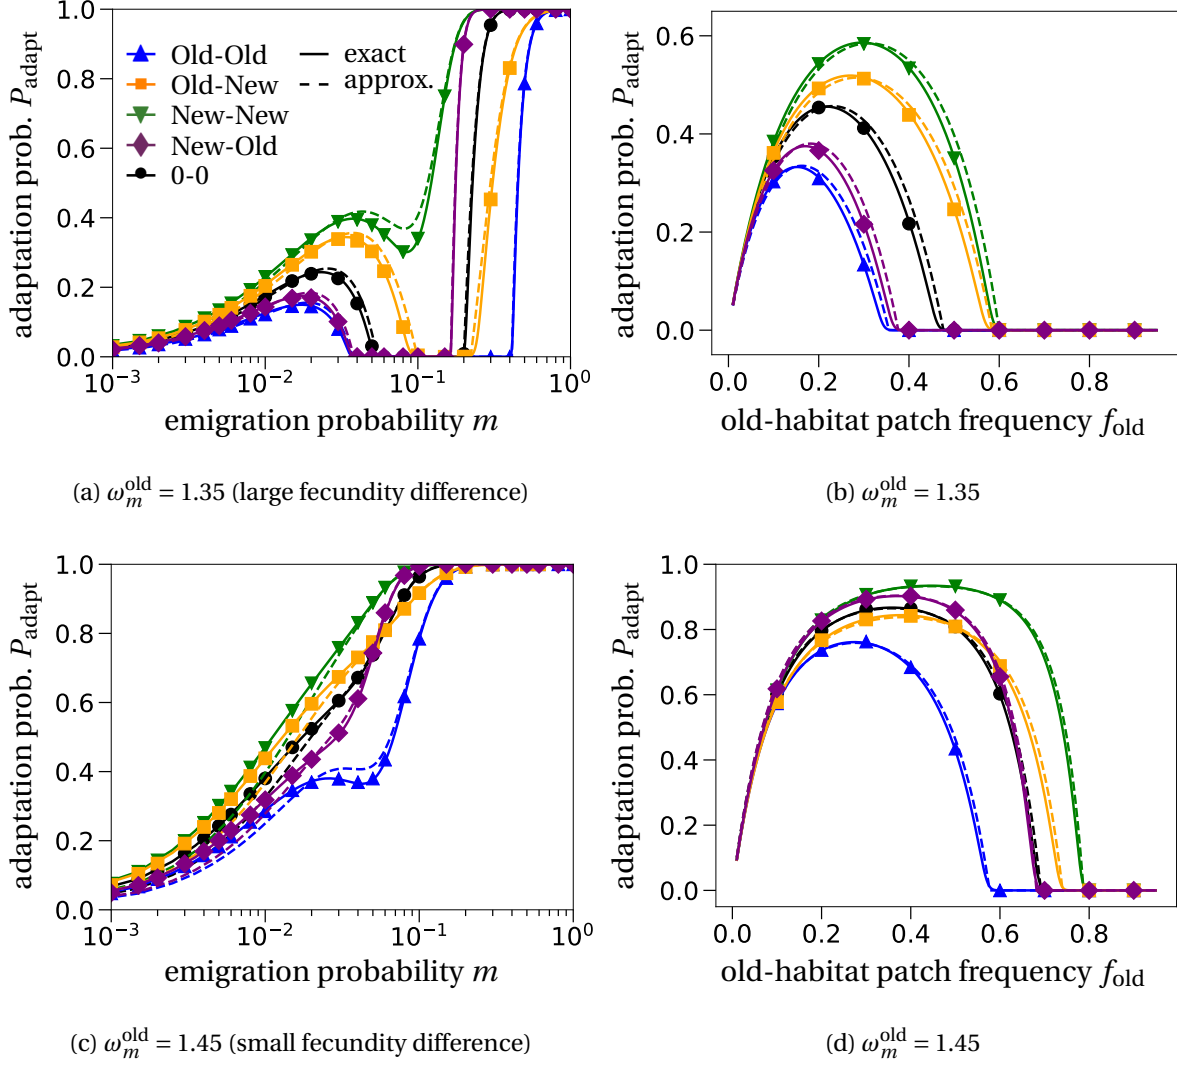 1.0
0.8
0.6
0.4
0.2
0.0
adaptation prob. P_adapt
Old-Old
Old-New
New-New
New-Old
0-0
exact
approx.
10⁻³
10⁻²
10⁻¹
10⁰
emigration probability m
(a) ω_m^old = 1.35 (large fecundity difference)
0.6
0.4
0.2
0.0
adaptation prob. P_adapt
0.0
0.2
0.4
0.6
0.8
old-habitat patch frequency f_old
(b) ω_m^old = 1.35
1.0
0.8
0.6
0.4
0.2
0.0
adaptation prob. P_adapt
10⁻³
10⁻²
10⁻¹
10⁰
emigration probability m
(c) ω_m^old = 1.45 (small fecundity difference)
1.0
0.8
0.6
0.4
0.2
0.0
adaptation prob. P_adapt
0.0
0.2
0.4
0.6
0.8
old-habitat patch frequency f_old
(d) ω_m^old = 1.45